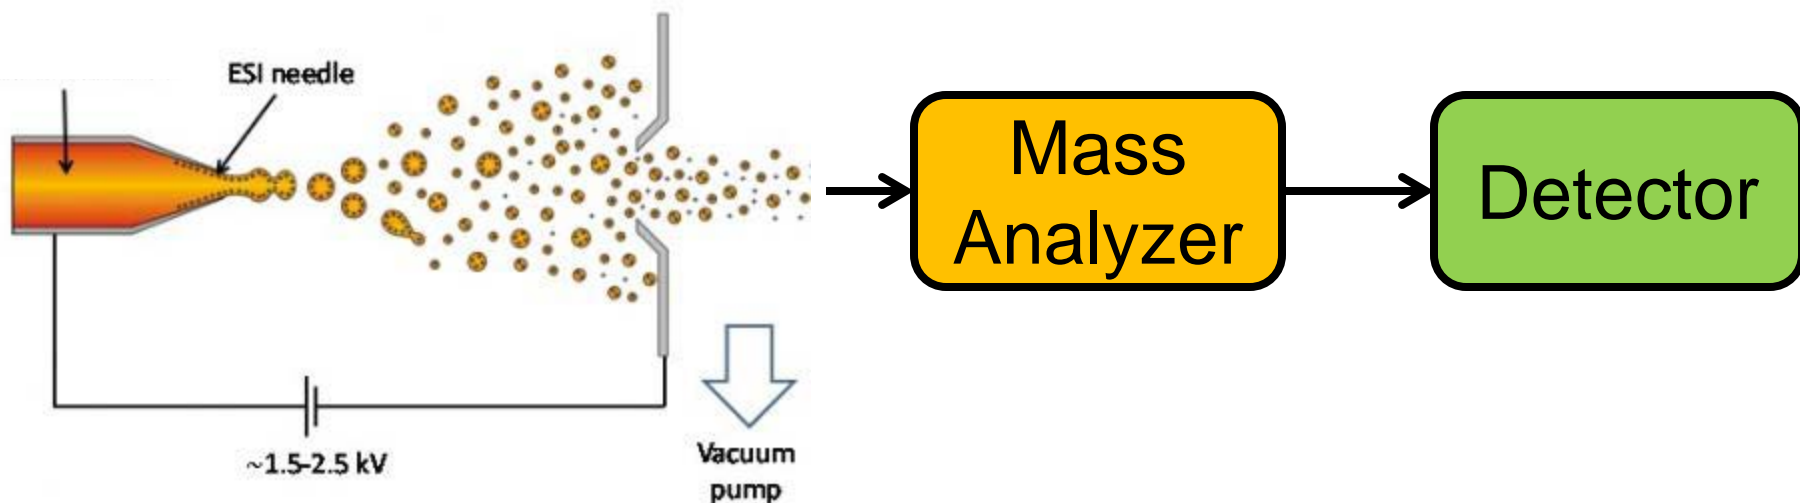 ESI needle
~1.5-2.5 kV
Vacuum
pump
Mass
Analyzer
Detector